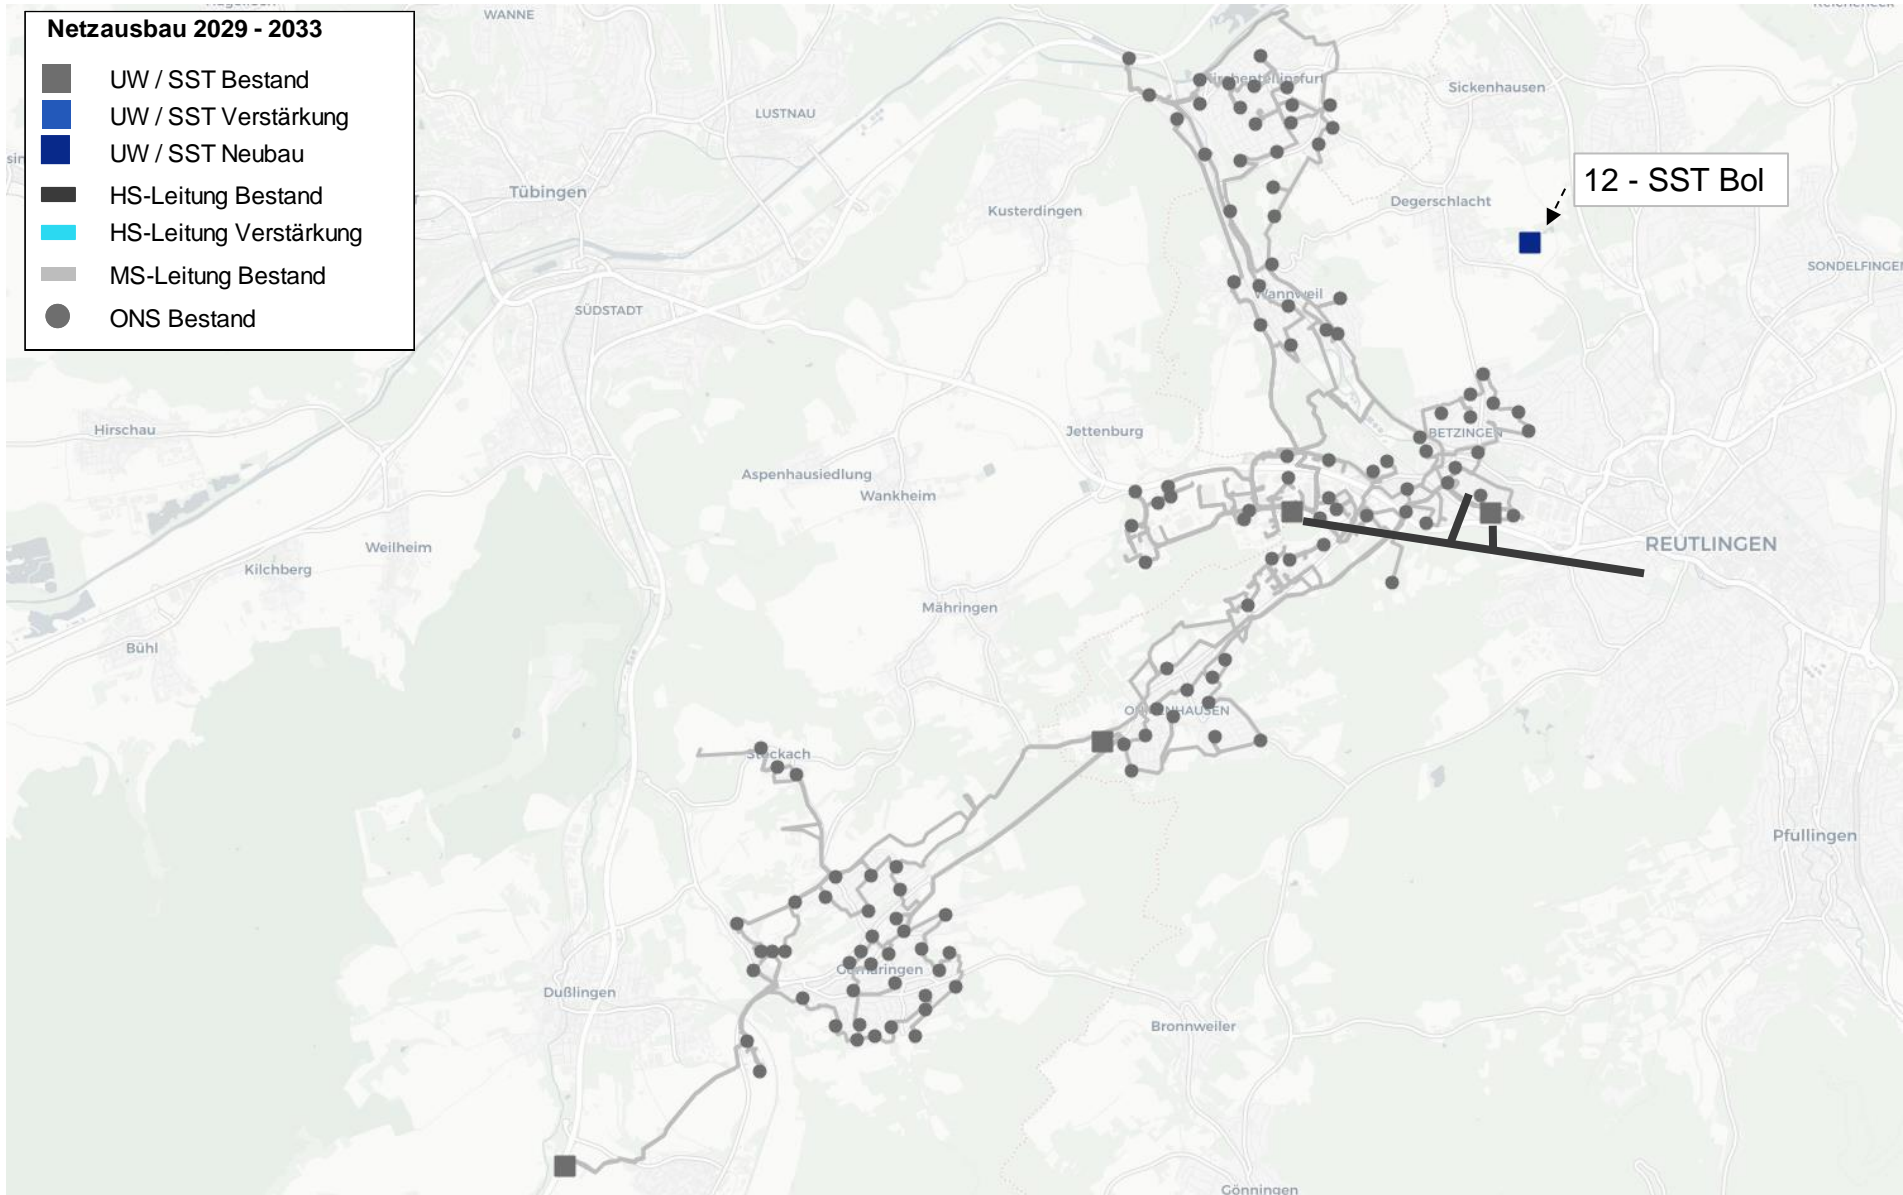 WANNE
Netzausbau 2029 - 2033
UW / SST Bestand
UW / SST Verstärkung
UW / SST Neubau
HS-Leitung Bestand
HS-Leitung Verstärkung
MS-Leitung Bestand
ONS Bestand
Sickenhausen
LUSTNAU
12 - SST Bol
Tübingen
Kusterdingen
Degerschlacht
SONDELFINGEN
Wannweil
SÜDSTADT
Hirschau
Jettenburg
BETZINGEN
Aspenhausiedlung
Wankheim
Weilheim
REUTLINGEN
Kilchberg
Mähringen
Bühl
Pfullingen
Dußlingen
Bronnweiler
Gönningen